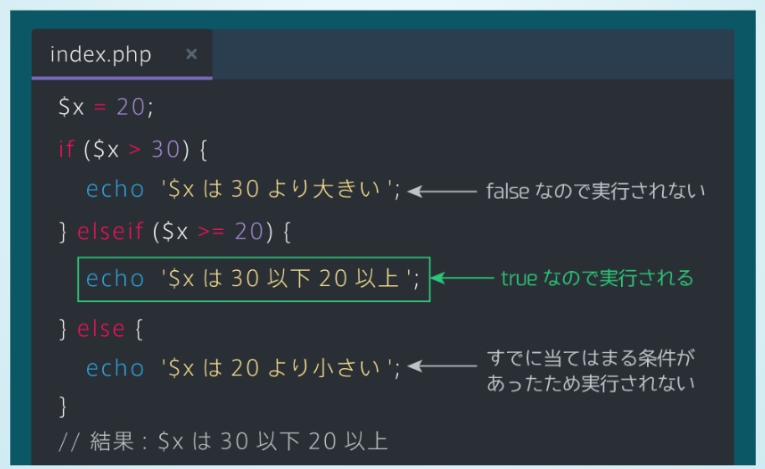 index.php ×
$x = 20;
if ($x > 30) {
echo '$x は 30 より大きい'; false なので実行されない
} elseif ($x >= 20) {
echo '$x は 30 以下 20 以上'; true なので実行される
} else {
echo '$x は 20 より小さい'; すでに当てはまる条件が
あったため実行されない
}
// 結果 : $x は 30 以下 20 以上